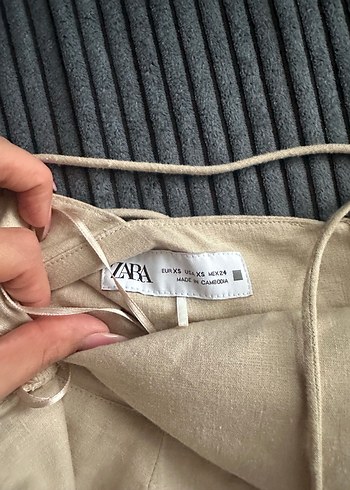 ZARA
EUR XS USA XS MEX 24
MADE IN CAMBODIA